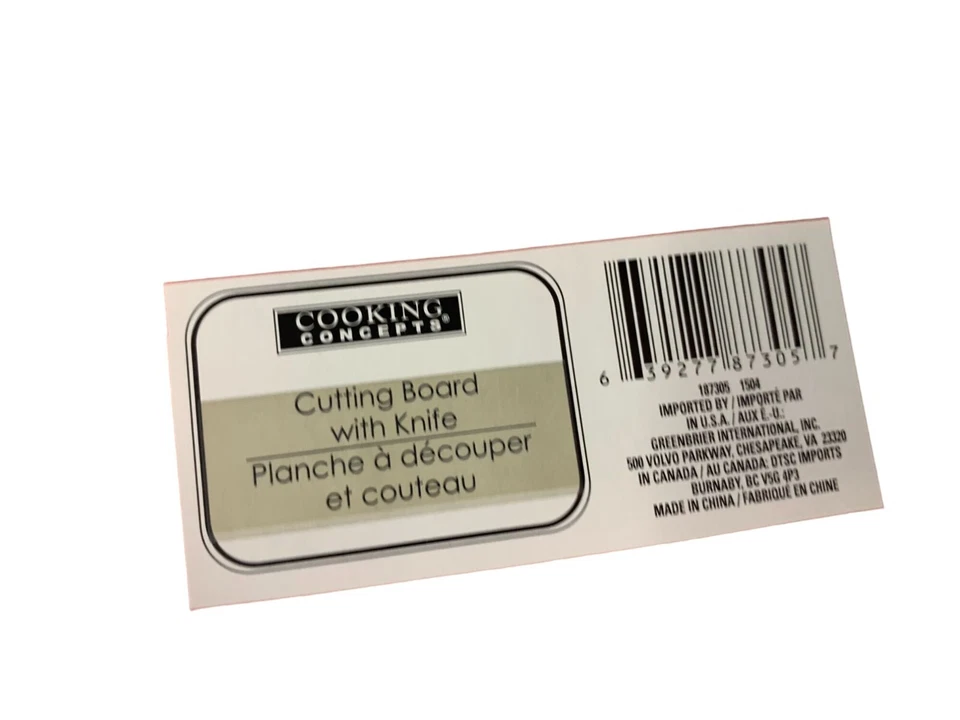 COOKING
CONCEPTS®
Cutting Board
with Knife
Planche à découper
et couteau
6 39277 87305 7
187305 1504
IMPORTED BY / IMPORTÉ PAR
IN U.S.A. / AUX É.-U.:
GREENBRIER INTERNATIONAL, INC.
500 VOLVO PARKWAY, CHESAPEAKE, VA 23320
IN CANADA / AU CANADA: DTSC IMPORTS
BURNABY, BC V5G 4P3
MADE IN CHINA / FABRIQUÉ EN CHINE